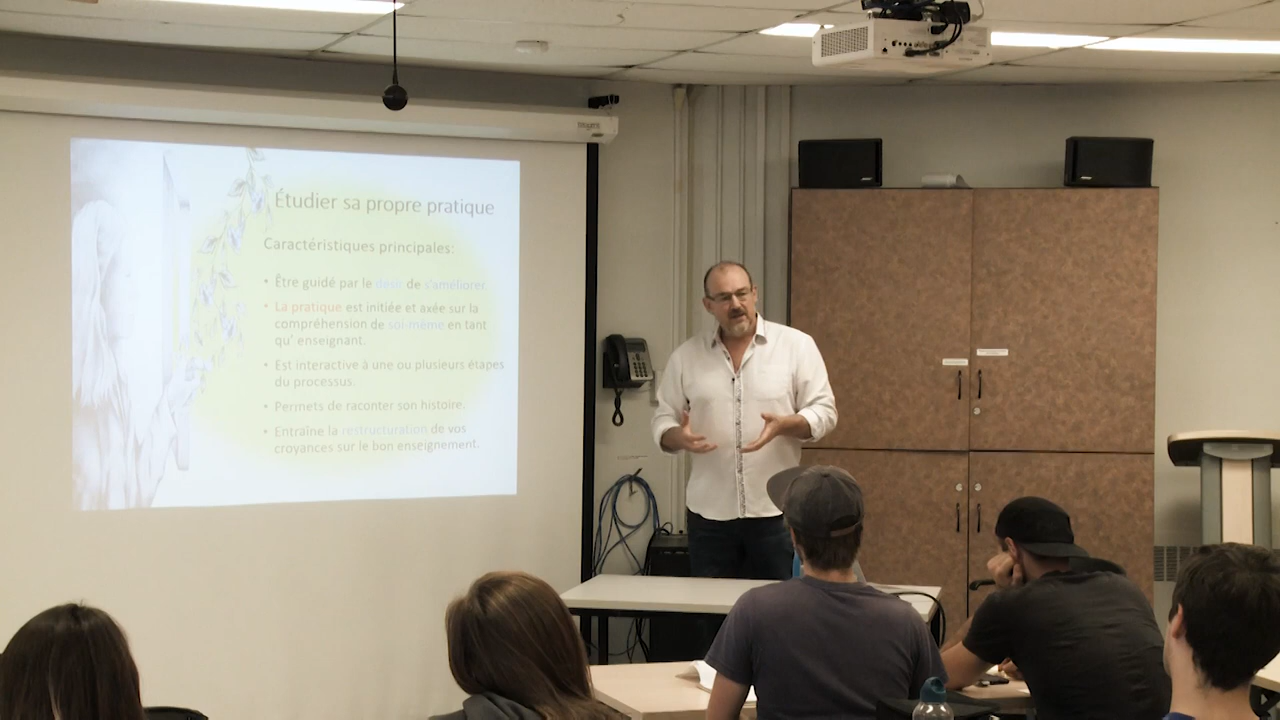 Étudier sa propre pratique
Caractéristiques principales:
• Être guidé par le désir de s'améliorer.
• La pratique est initiée et axée sur la
compréhension de soi même en tant
qu' enseignant.
• Est interactive à une ou plusieurs étapes
du processus.
• Permets de raconter son histoire.
• Entraîne la restructuration de vos
croyances sur le bon enseignement.